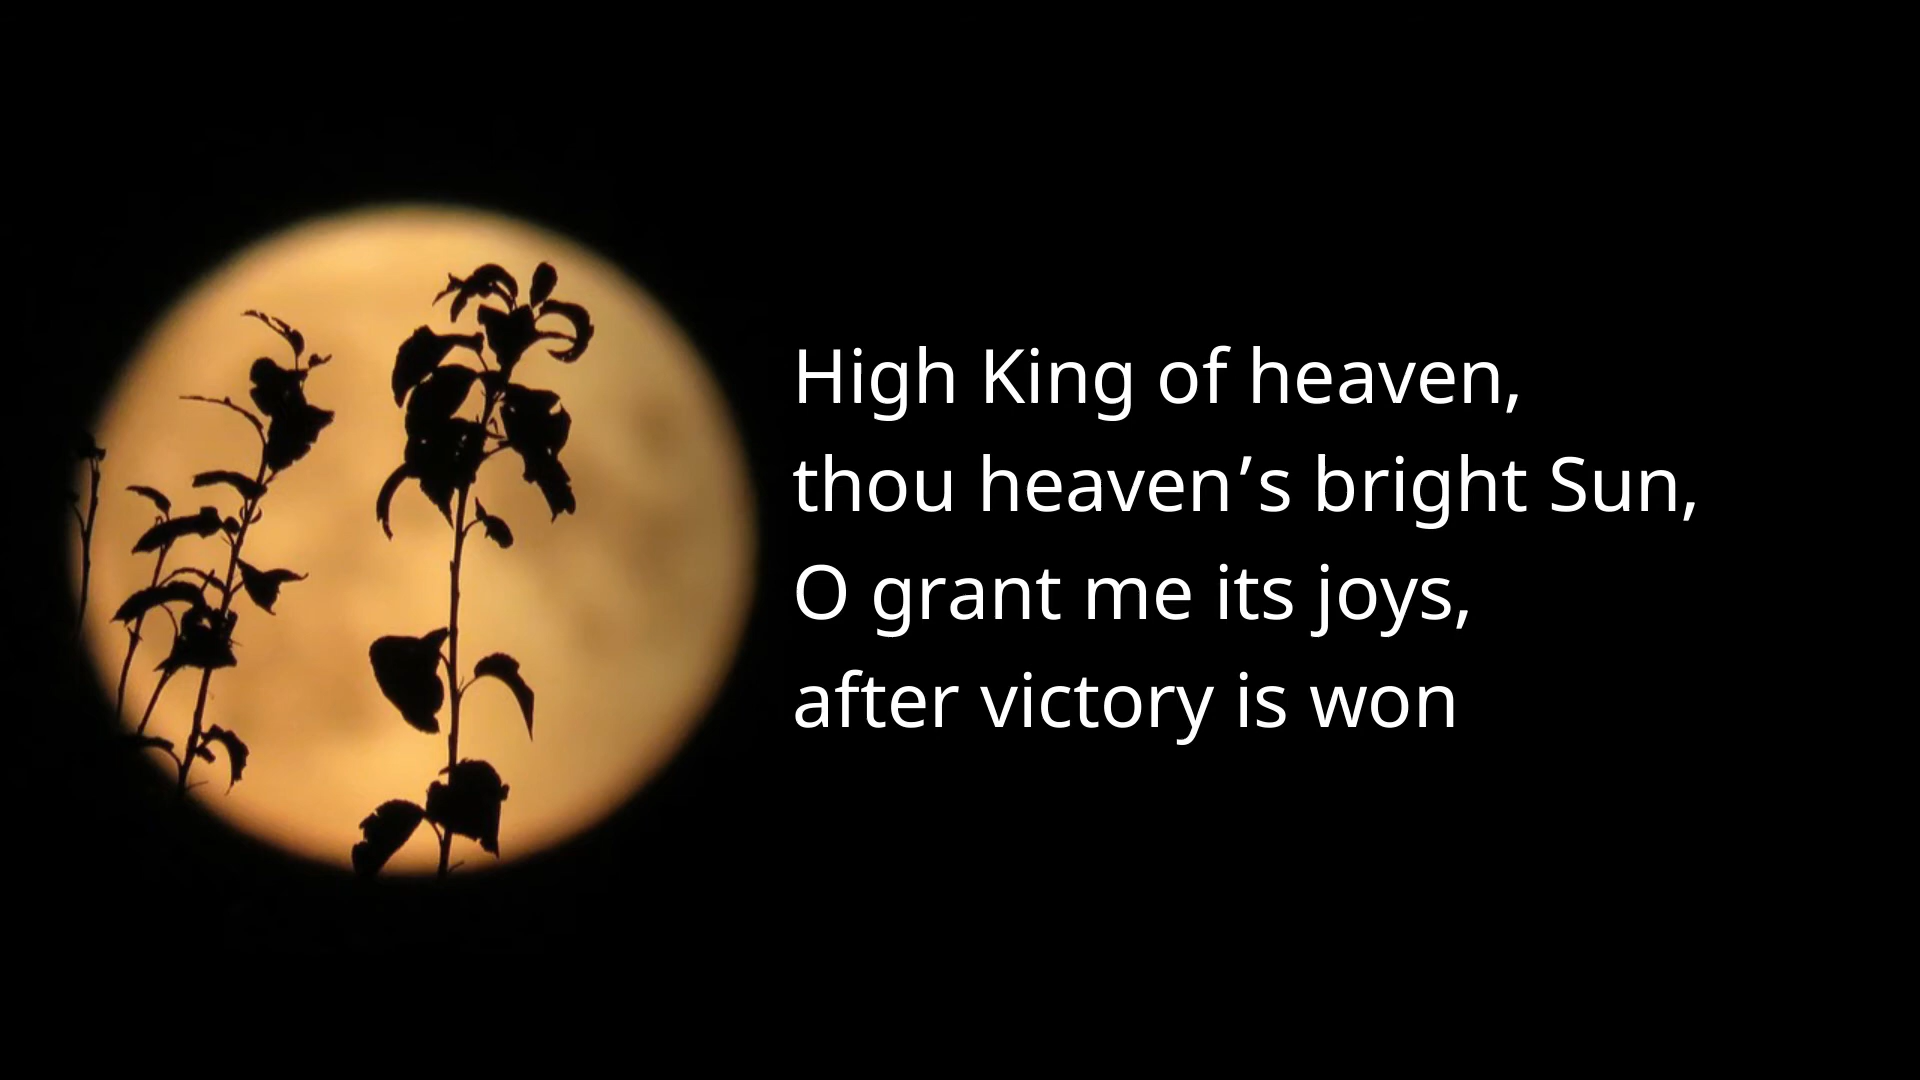 High King of heaven,
thou heaven’s bright Sun,
O grant me its joys,
after victory is won